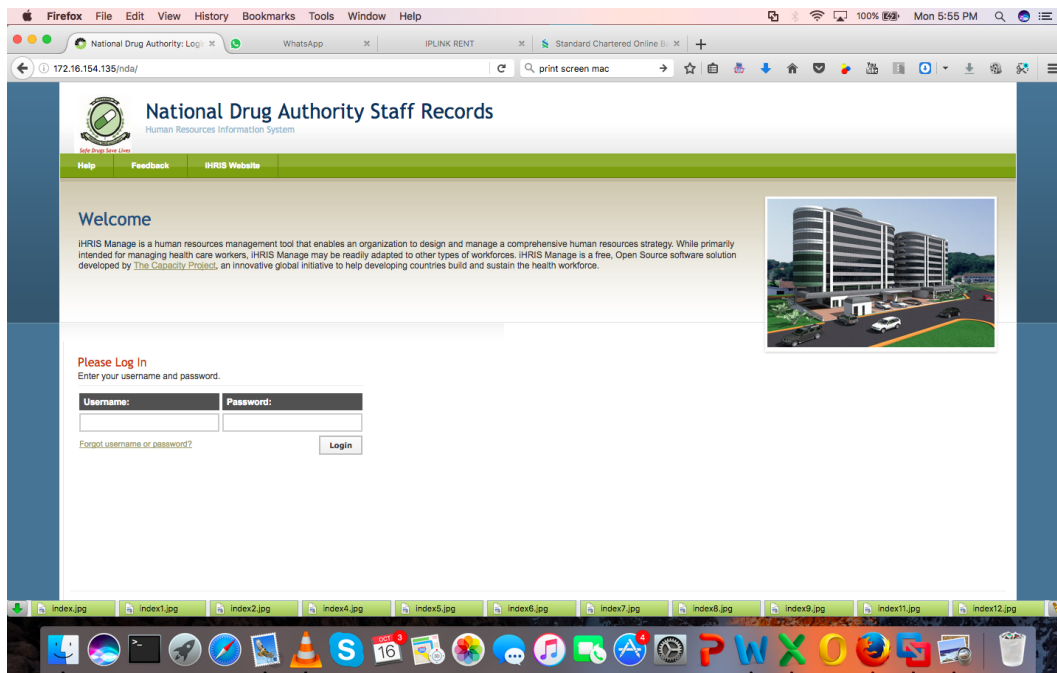 Firefox File Edit View History Bookmarks Tools Window Help 100% Mon 5:55 PM
National Drug Authority: Logi WhatsApp IPLINK RENT Standard Chartered Online B
172.16.154.135/nda/ print screen mac
National Drug Authority Staff Records
Human Resources Information System
Safe Drugs Save Lives
Help Feedback iHRIS Website
Welcome
iHRIS Manage is a human resources management tool that enables an organization to design and manage a comprehensive human resources strategy. While primarily
intended for managing health care workers, iHRIS Manage may be readily adapted to other types of workforces. iHRIS Manage is a free, Open Source software solution
developed by The Capacity Project, an innovative global initiative to help developing countries build and sustain the health workforce.
Please Log In
Enter your username and password.
Username: Password:
Forgot username or password? Login
index.jpg index1.jpg index2.jpg index4.jpg index5.jpg index6.jpg index7.jpg index8.jpg index9.jpg index11.jpg index12.jpg
OCT 3 4
16